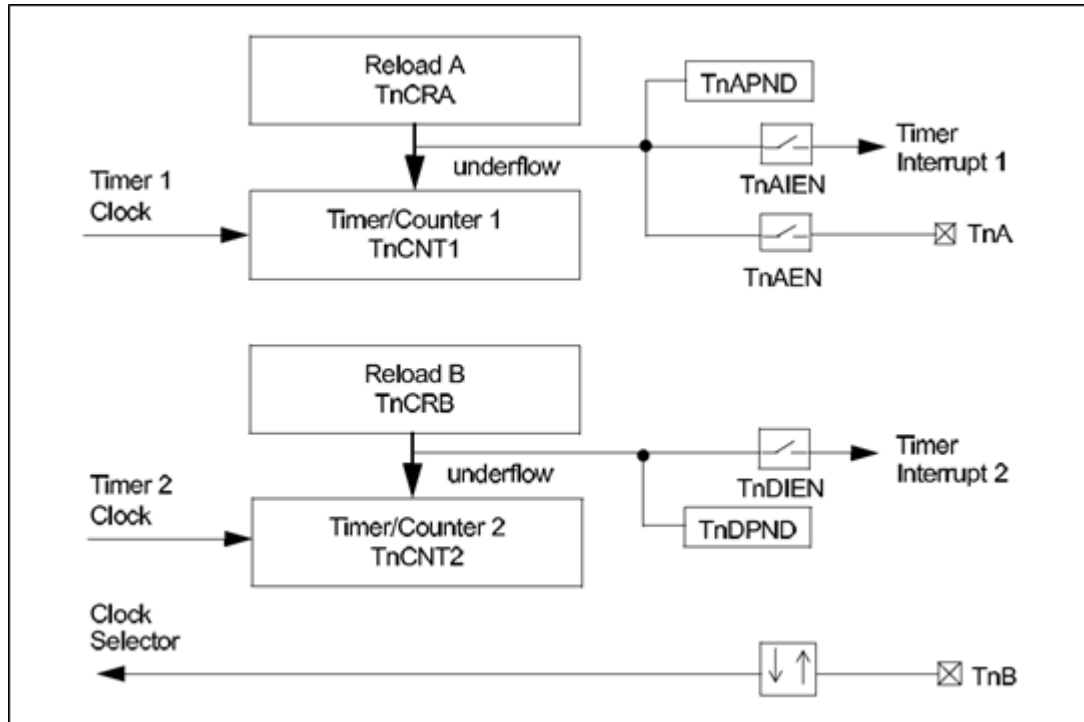 Reload A
TnCRA
TnAPND
underflow
Timer
Interrupt 1
TnAIEN
Timer 1
Clock
Timer/Counter 1
TnCNT1
TnA
TnAEN
Reload B
TnCRB
underflow
Timer
Interrupt 2
TnDIEN
Timer 2
Clock
Timer/Counter 2
TnCNT2
TnDPND
Clock
Selector
TnB